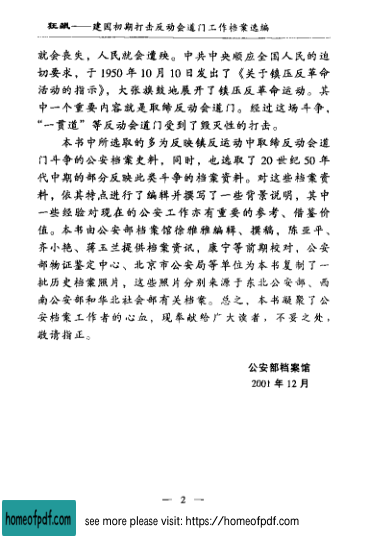 狂飙——建国初期打击反动会道门工作档案选编
就会丧失，人民就会遭殃。中共中央顺应全国人民的迫
切要求，于 1950 年 10 月 10 日发出了《关于镇压反革命
活动的指示》，大张旗鼓地展开了镇压反革命运动。其
中一个重要内容就是取缔反动会道门。经过这场斗争，
“一贯道”等反动会道门受到了毁灭性的打击。
本书中所选取的多为反映镇反运动中取缔反动会道
门斗争的公安档案史料，同时，也选取了 20 世纪 50 年
代中期的部分反映此类斗争的档案资料。对这些档案资
料，依其特点进行了编辑并撰写了一些背景说明，其中
一些经验对现在的公安工作亦有重要的参考、借鉴价
值。本书由公安部档案馆徐雅雅编辑、撰稿，陈亚平、
齐小艳、蒋玉兰提供档案资讯，康宁等前期校对，公安
部物证鉴定中心、北京市公安局等单位为本书复制了一
批历史档案照片，这些照片分别来源于东北公安部、西
南公安部和华北社会部有关档案。总之，本书凝聚了公
安档案工作者的心血，现奉献给广大读者，不妥之处，
敬请指正。
公安部档案馆
2001 年 12 月
— 2 —
homeofpdf.com
see more please visit: https://homeofpdf.com